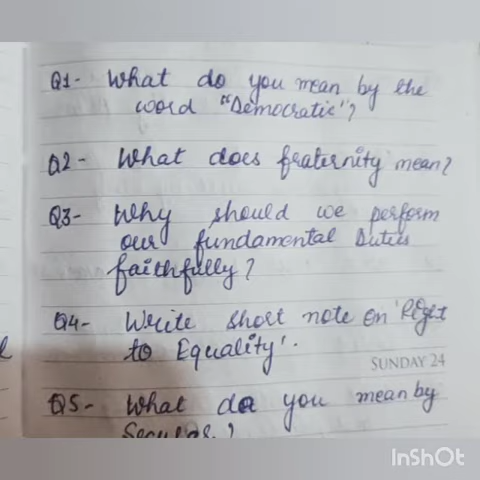 Q1- What do you mean by the
word "Democratic"?
Q2- What does fraternity mean?
Q3- Why should we perform
our fundamental Duties
faithfully?
Q4- Write short note on 'Right
to Equality'.
SUNDAY 24
Q5- What do you mean by
Secular?
InShOt